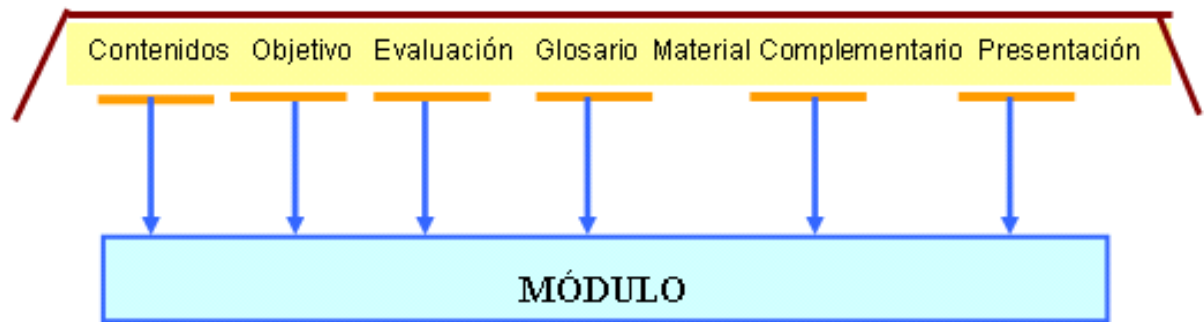 Contenidos Objetivo Evaluación Glosario Material Complementario Presentación
MÓDULO